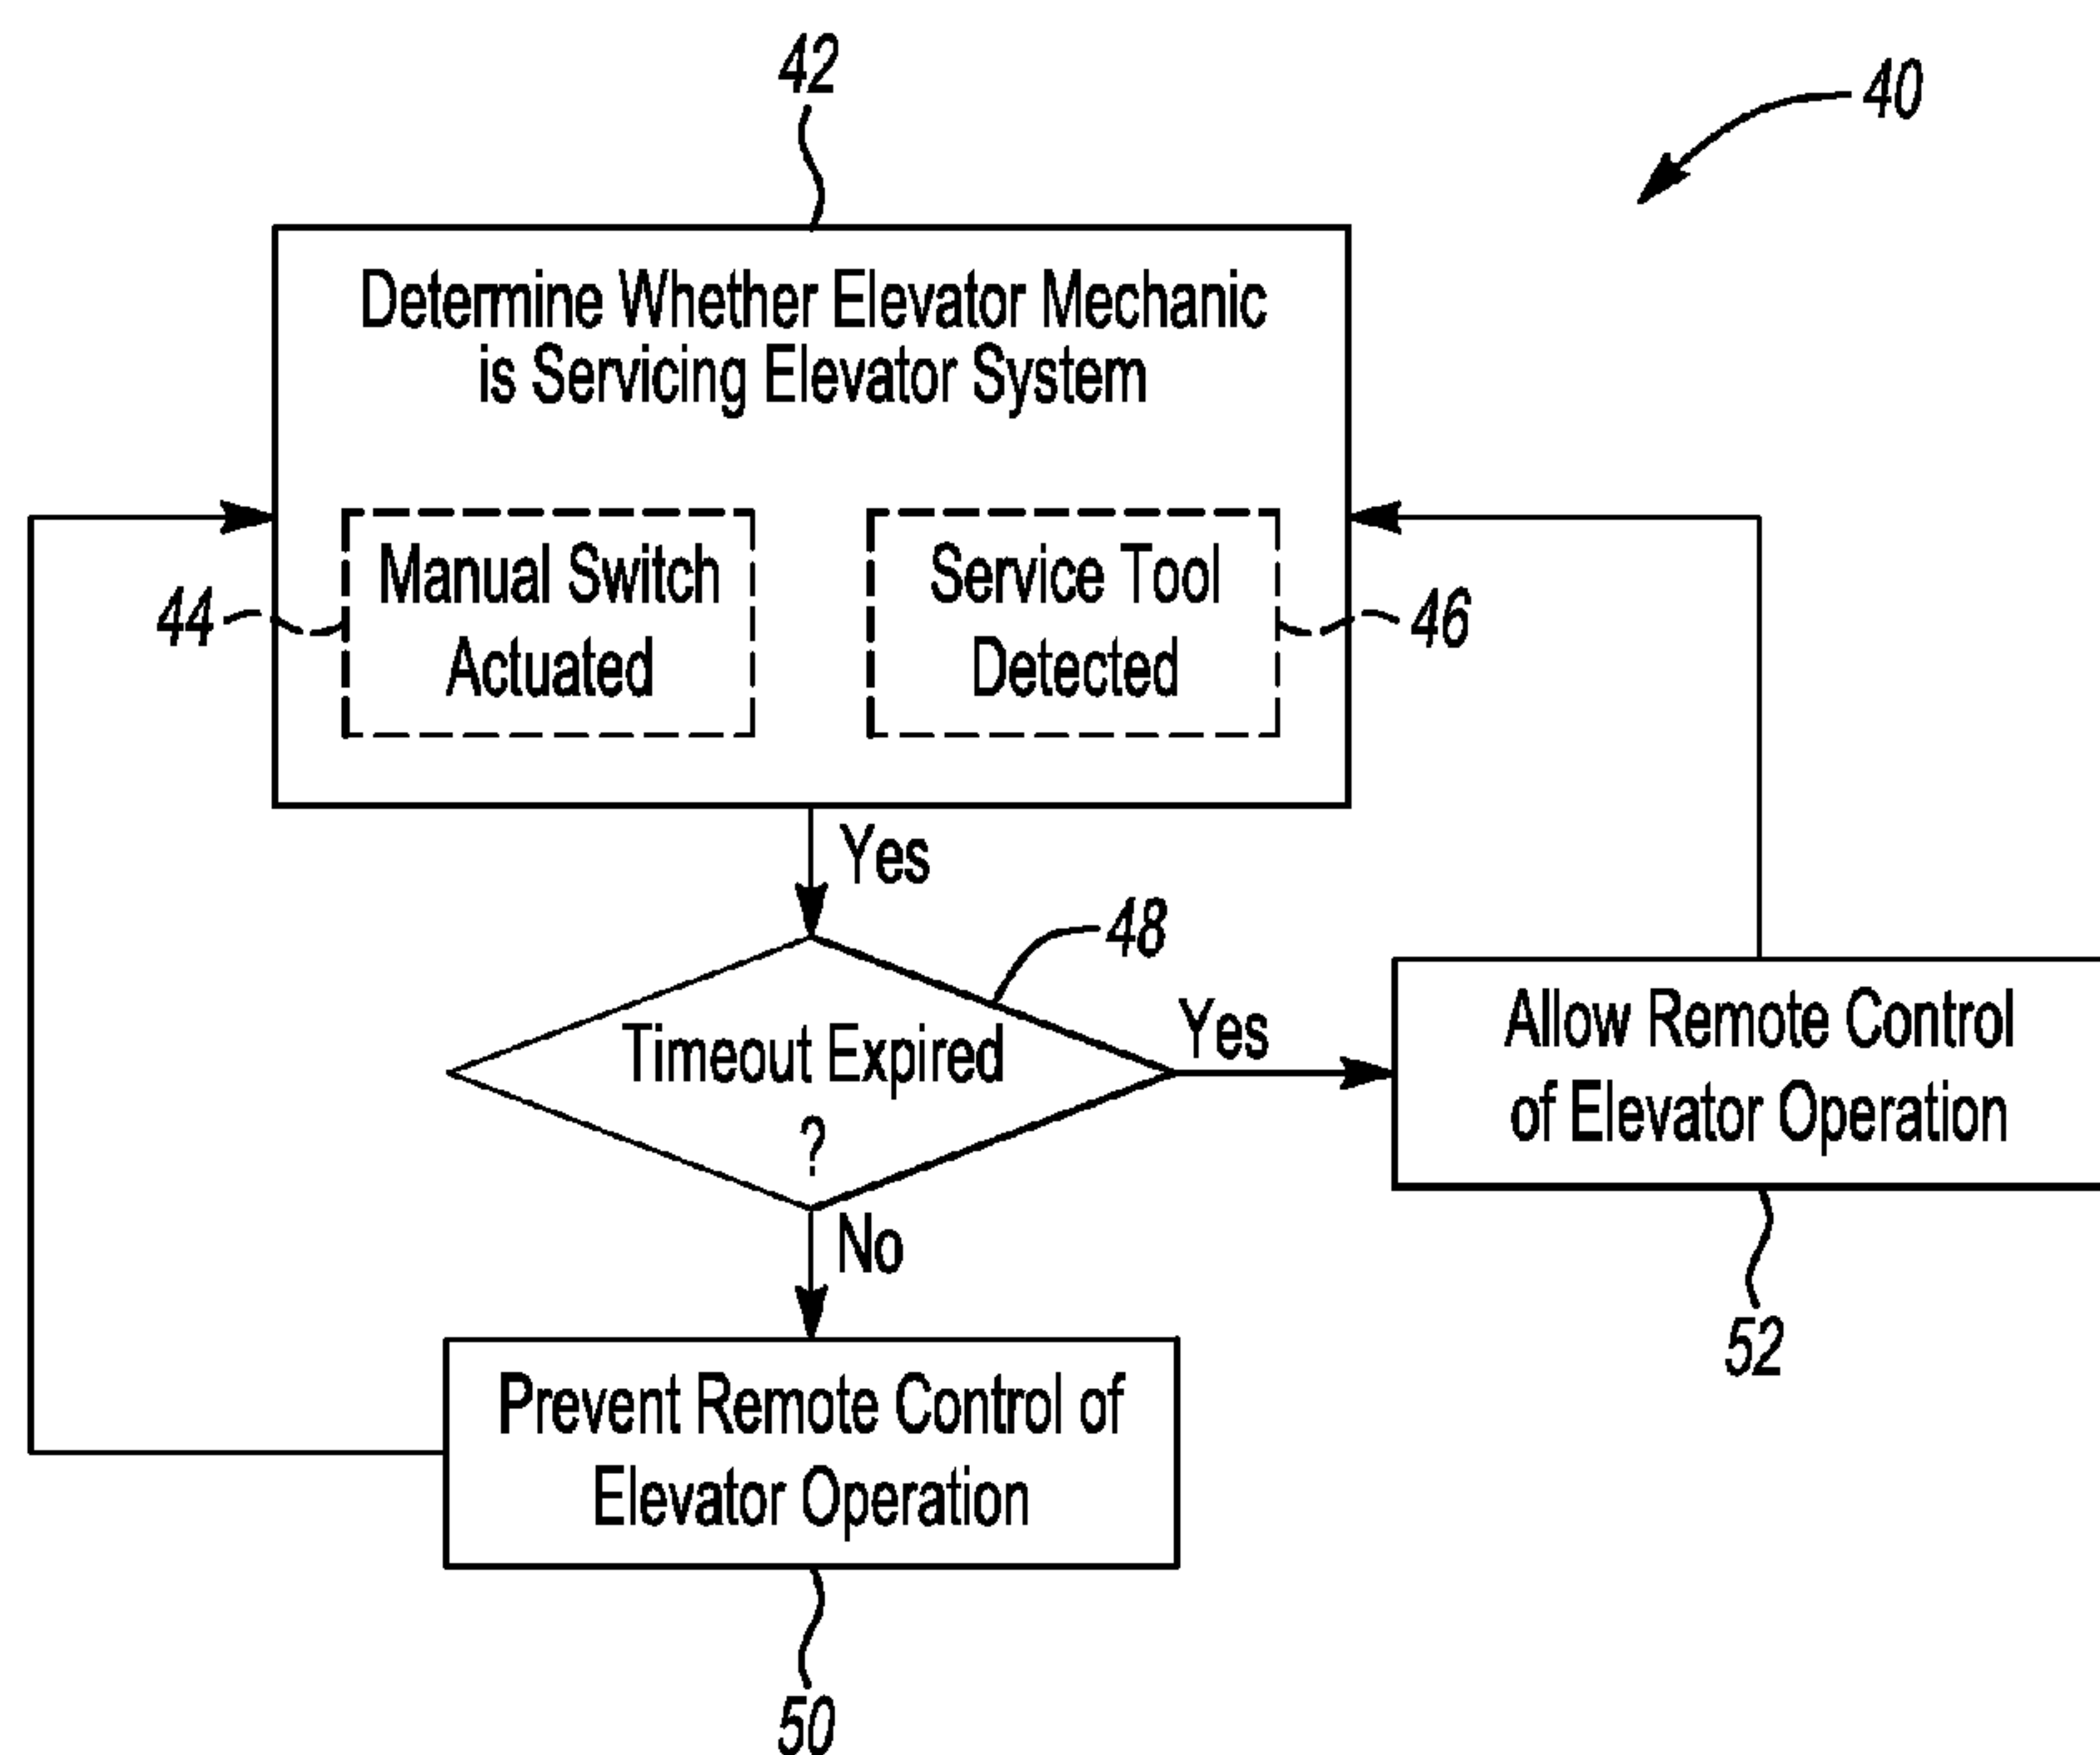 42
40
Determine Whether Elevator Mechanic
is Servicing Elevator System
Manual Switch
Actuated
Service Tool
Detected
44
46
Yes
48
Timeout Expired
?
Yes
Allow Remote Control
of Elevator Operation
52
No
Prevent Remote Control of
Elevator Operation
50